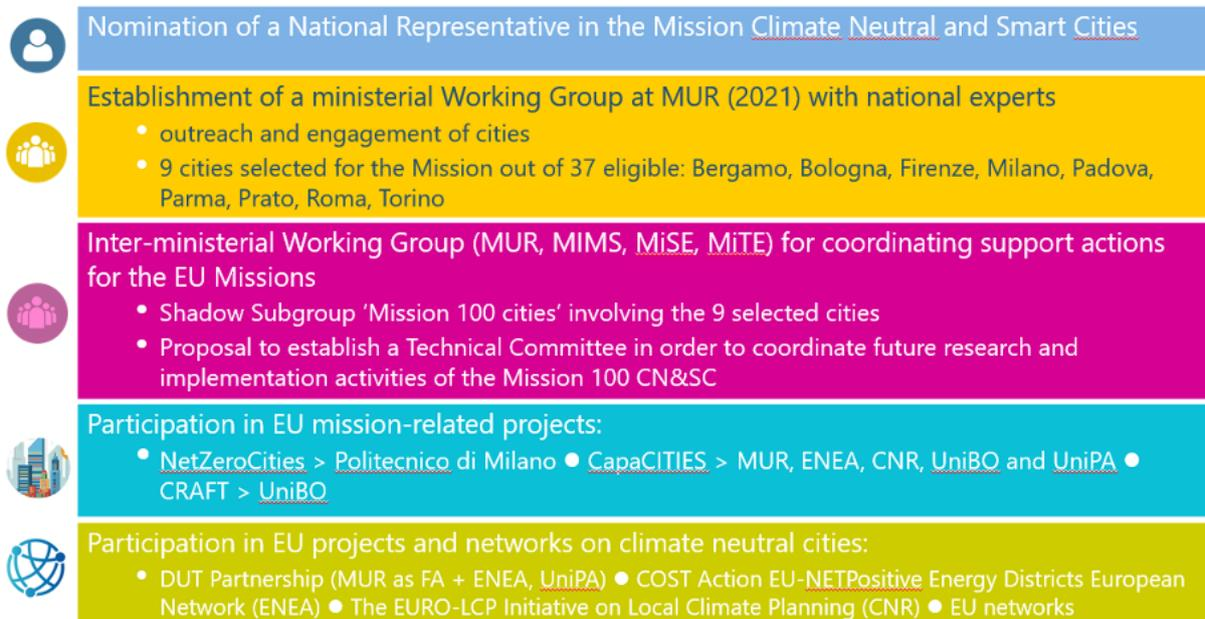 Nomination of a National Representative in the Mission Climate Neutral and Smart Cities
Establishment of a ministerial Working Group at MUR (2021) with national experts
• outreach and engagement of cities
• 9 cities selected for the Mission out of 37 eligible: Bergamo, Bologna, Firenze, Milano, Padova,
Parma, Prato, Roma, Torino
Inter-ministerial Working Group (MUR, MIMS, MiSE, MiTE) for coordinating support actions
for the EU Missions
• Shadow Subgroup ‘Mission 100 cities’ involving the 9 selected cities
• Proposal to establish a Technical Committee in order to coordinate future research and
implementation activities of the Mission 100 CN&SC
Participation in EU mission-related projects:
• NetZeroCities > Politecnico di Milano ● CapaCITIES > MUR, ENEA, CNR, UniBO and UniPA ●
CRAFT > UniBO
Participation in EU projects and networks on climate neutral cities:
• DUT Partnership (MUR as FA + ENEA, UniPA) ● COST Action EU-NETPositive Energy Districts European
Network (ENEA) ● The EURO-LCP Initiative on Local Climate Planning (CNR) ● EU networks